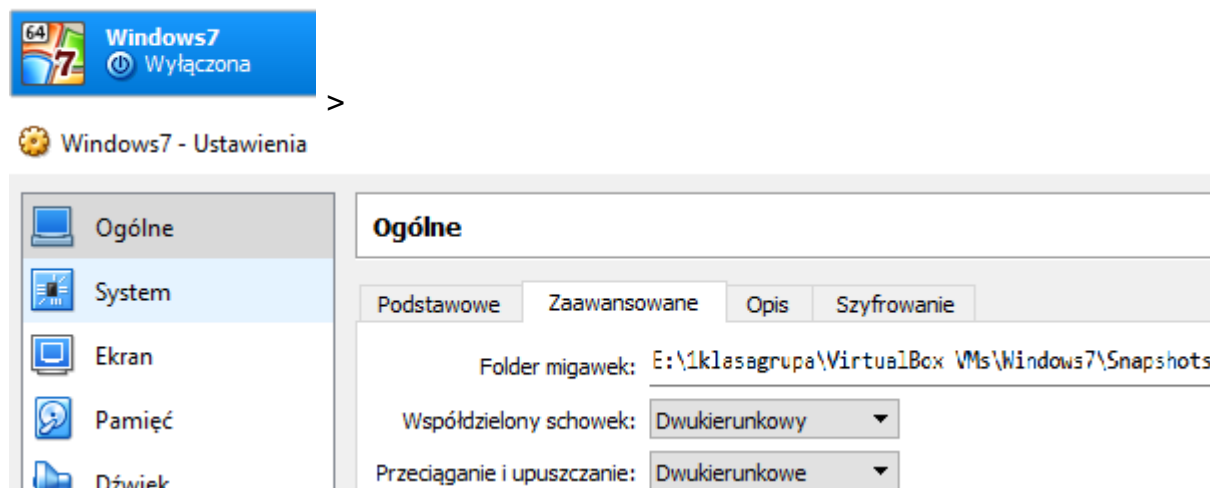 64 Windows7
7 Wyłączona
>
Windows7 - Ustawienia
Ogólne
System
Ekran
Pamięć
Dźwięk
Ogólne
Podstawowe Zaawansowane Opis Szyfrowanie
Folder migawek: E:\1klasagrupa\VirtualBox VMs\Windows7\Snapshots
Współdzielony schowek: Dwukierunkowy
Przeciąganie i upuszczanie: Dwukierunkowe